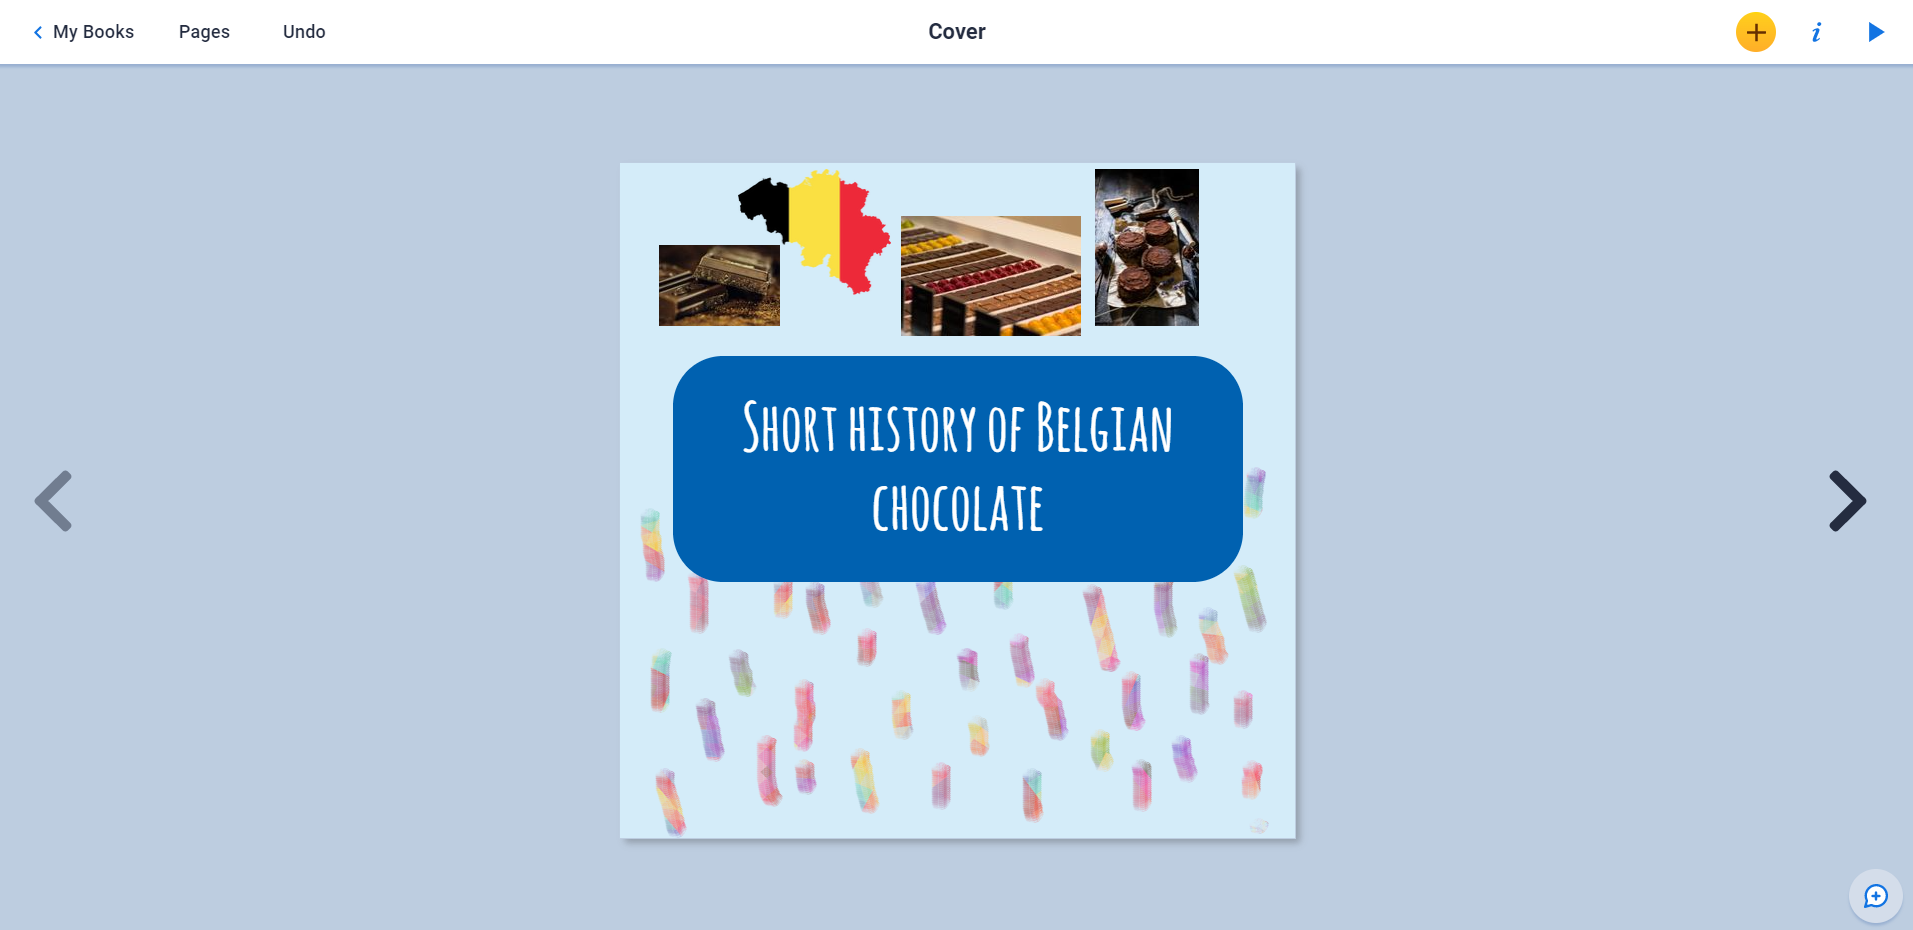 My Books
Pages
Undo
Cover
Short history of Belgian
chocolate